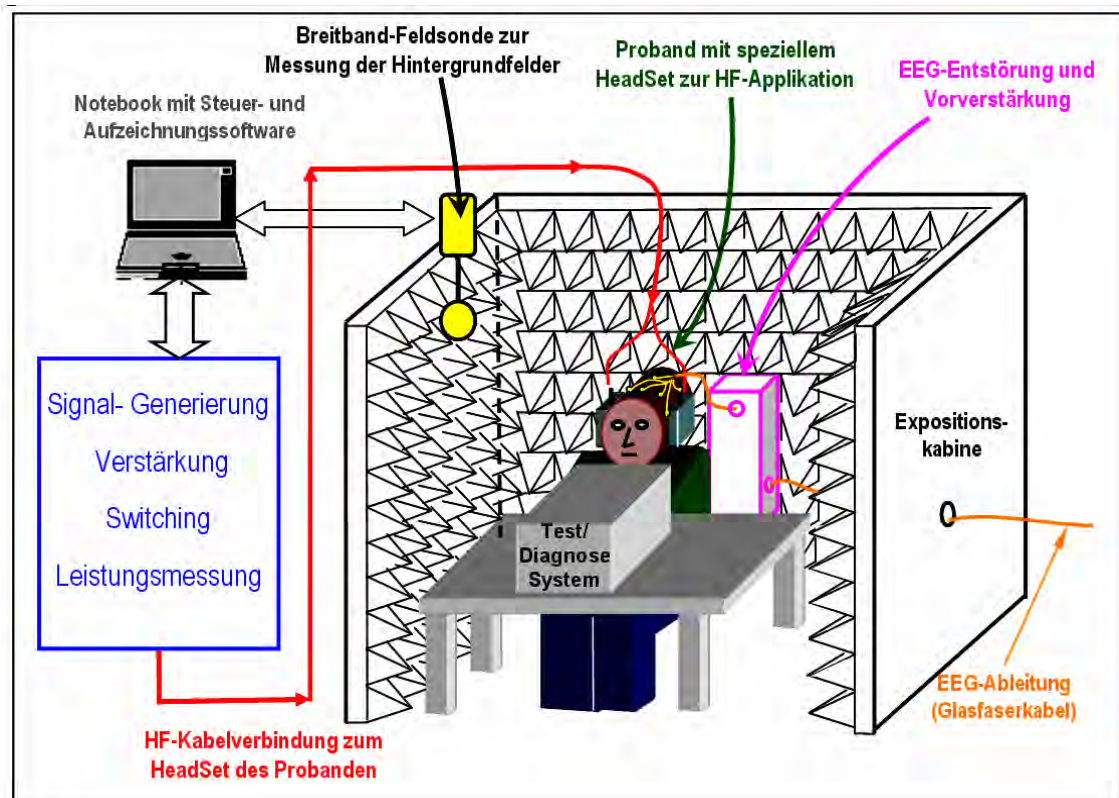 Breitband-Feldsonde zur
Messung der Hintergrundfelder
Proband mit speziellem
HeadSet zur HF-Applikation
EEG-Entstörung und
Vorverstärkung
Notebook mit Steuer- und
Aufzeichnungssoftware
Signal- Generierung
Verstärkung
Switching
Leistungsmessung
Test/
Diagnose
System
Expositions-
kabine
EEG-Ableitung
(Glasfaserkabel)
HF-Kabelverbindung zum
HeadSet des Probanden